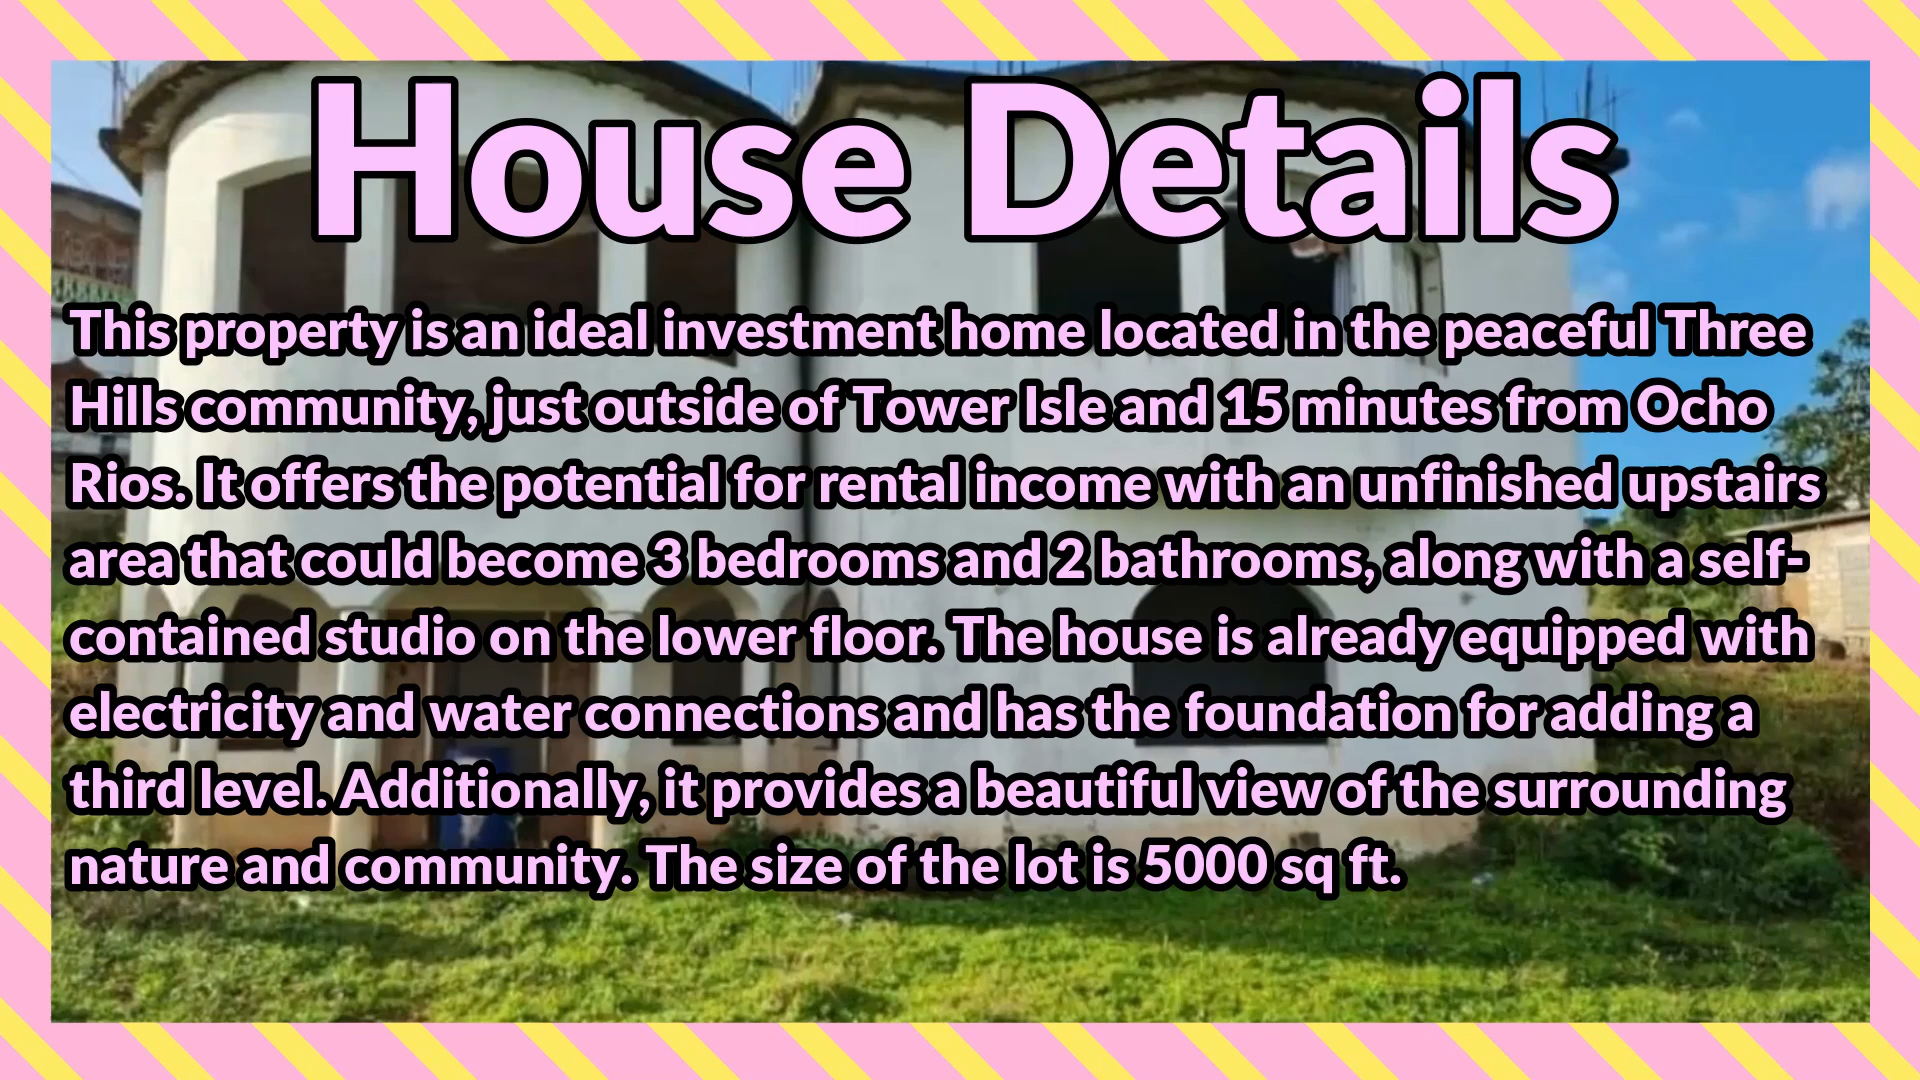 House Details
This property is an ideal investment home located in the peaceful Three
Hills community, just outside of Tower Isle and 15 minutes from Ocho
Rios. It offers the potential for rental income with an unfinished upstairs
area that could become 3 bedrooms and 2 bathrooms, along with a self-
contained studio on the lower floor. The house is already equipped with
electricity and water connections and has the foundation for adding a
third level. Additionally, it provides a beautiful view of the surrounding
nature and community. The size of the lot is 5000 sq ft.